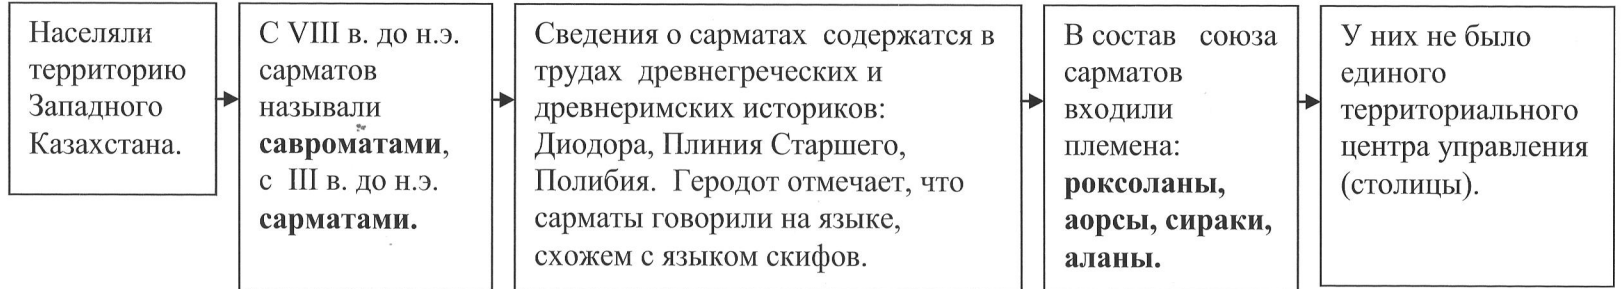 Населяли
территорию
Западного
Казахстана.
С VIII в. до н.э.
сарматов
называли
савроматами,
с III в. до н.э.
сарматами.
Сведения о сарматах содержатся в
трудах древнегреческих и
древнеримских историков:
Диодора, Плиния Старшего,
Полибия. Геродот отмечает, что
сарматы говорили на языке,
схожем с языком скифов.
В состав союза
сарматов
входили
племена:
роксоланы,
аорсы, сираки,
аланы.
У них не было
единого
территориального
центра управления
(столицы).